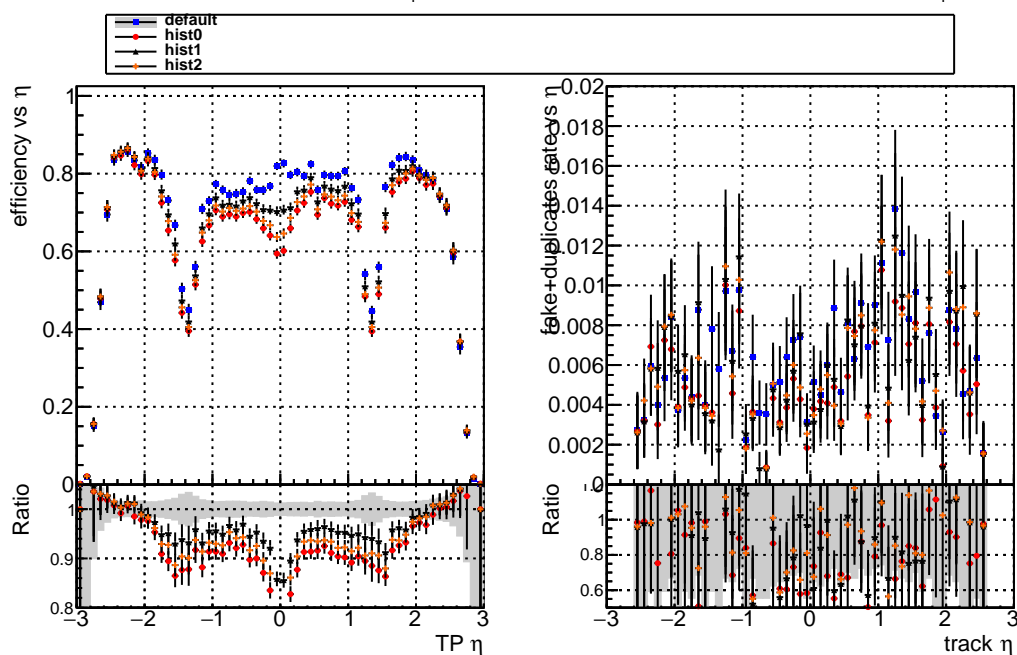 default
hist0
hist1
hist2
efficiency vs η
1
0.8
0.6
0.4
0.2
0
Ratio
1
0.9
0.8
−3 −2 −1 0 1 2 3
TP η
fake+duplicates rate vs η
0.02
0.018
0.016
0.014
0.012
0.01
0.008
0.006
0.004
0.002
0
Ratio
1
0.8
0.6
−3 −2 −1 0 1 2 3
track η